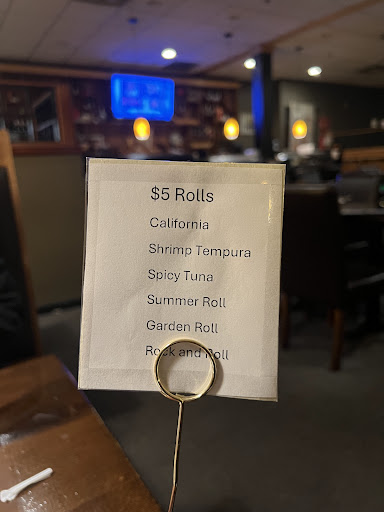 $5 Rolls
California
Shrimp Tempura
Spicy Tuna
Summer Roll
Garden Roll
Rock and Roll